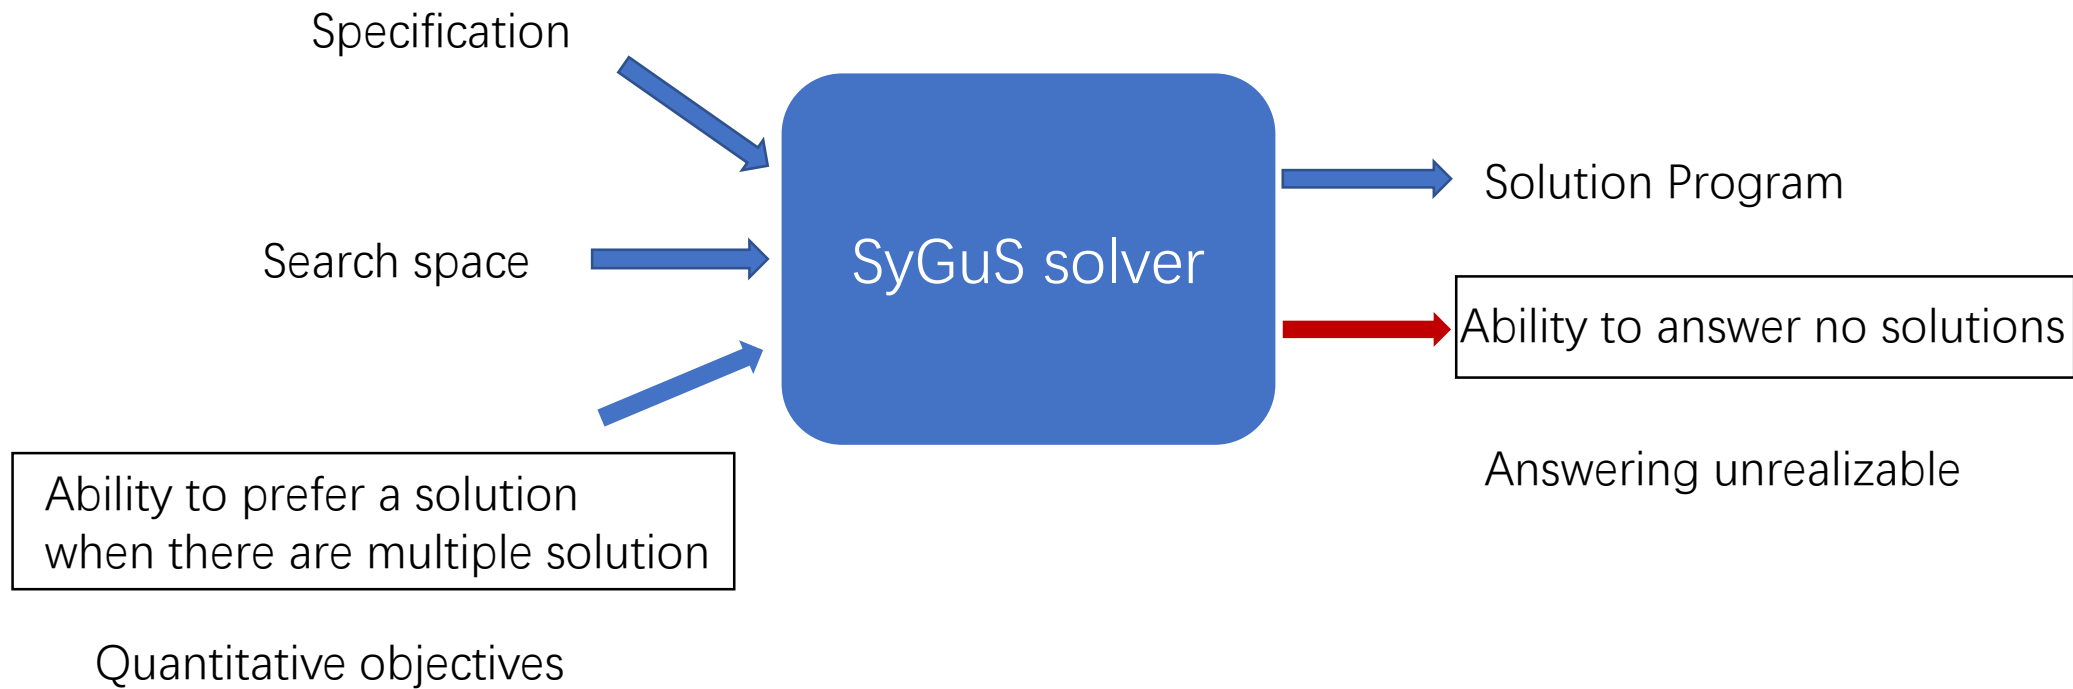 Specification
Search space
Ability to prefer a solution
when there are multiple solution
Quantitative objectives
SyGuS solver
Solution Program
Ability to answer no solutions
Answering unrealizable